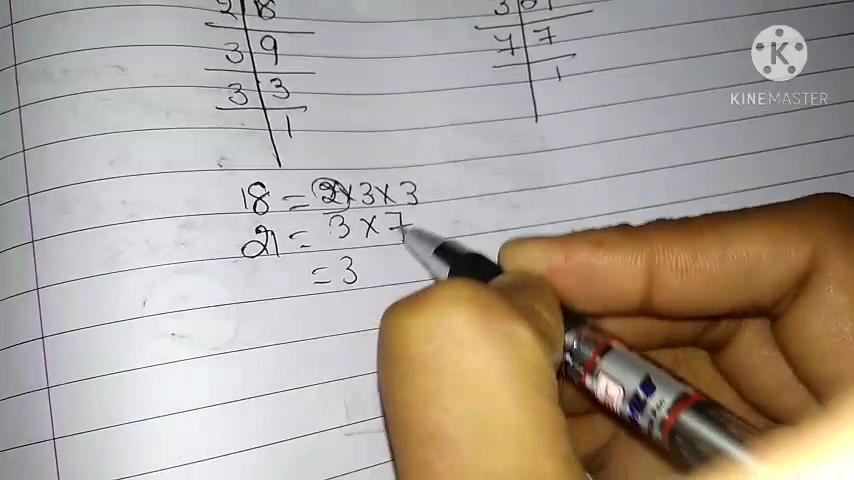 2 18
3 9
3 3
1
3 21
7 7
1
18 = 2×3×3
21 = 3×7
= 3
K
KINEMASTER